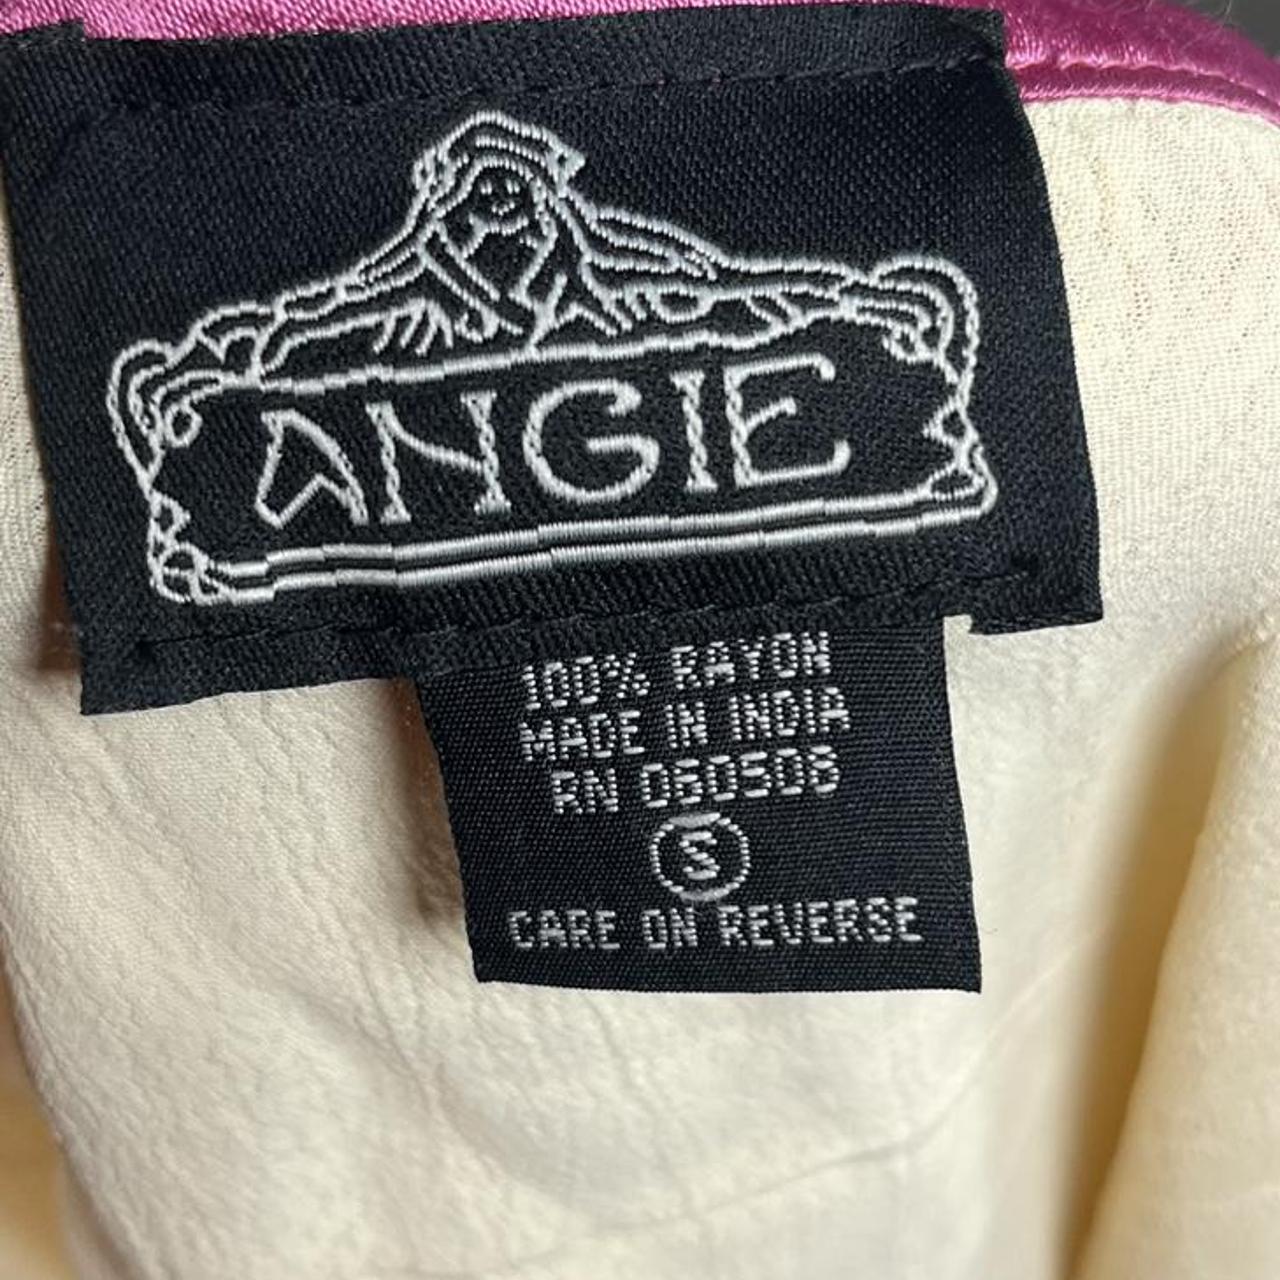 ANGIE
100% RAYON
MADE IN INDIA
RN 060508
S
CARE ON REVERSE